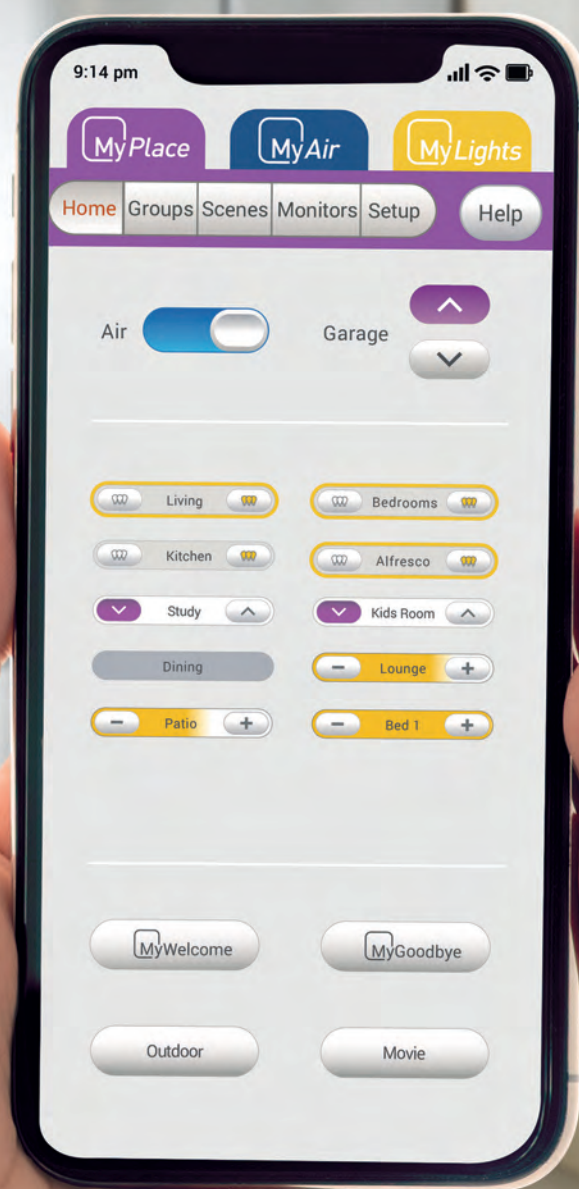 9:14 pm
MyPlace MyAir MyLights
Home Groups Scenes Monitors Setup Help
Air Garage
Living Bedrooms
Kitchen Alfresco
Study Kids Room
Dining - Lounge +
- Patio + - Bed 1 +
MyWelcome MyGoodbye
Outdoor Movie